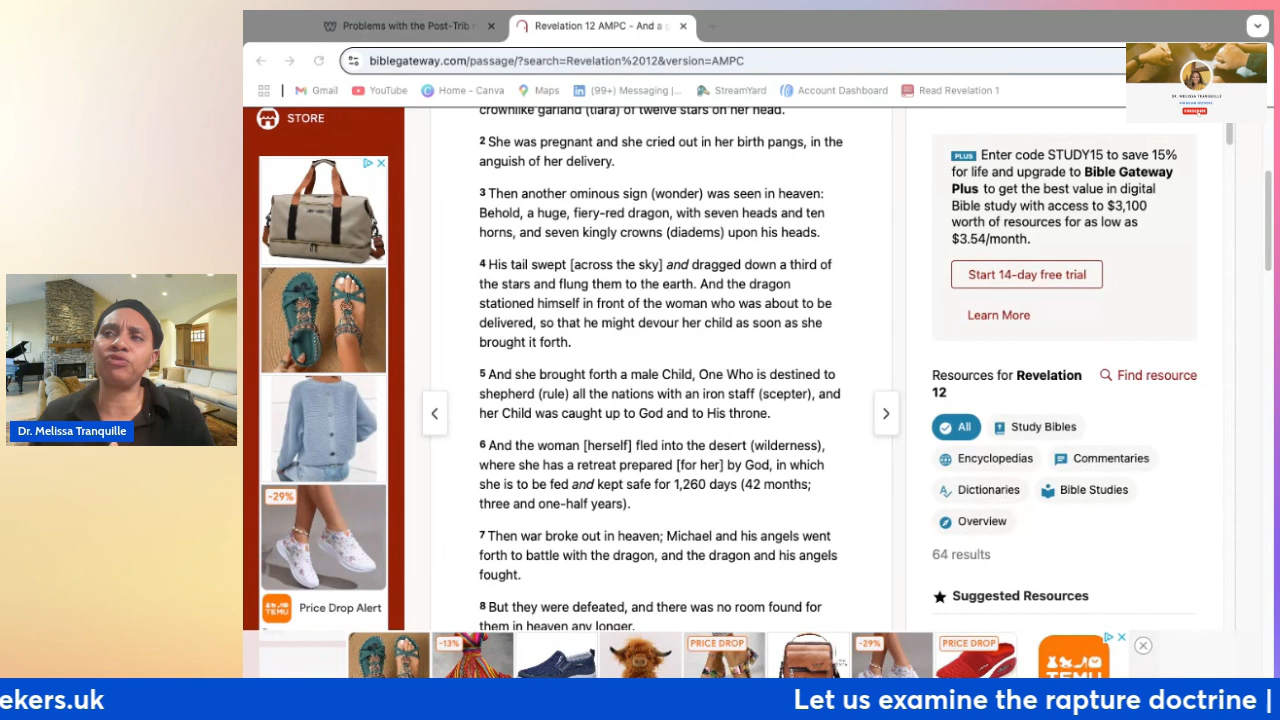 Problems with the Post-Trib
Revelation 12 AMPC - And a g
biblegateway.com/passage/?search=Revelation%2012&version=AMPC
Gmail
YouTube
Home - Canva
Maps
(99+) Messaging |...
StreamYard
Account Dashboard
Read Revelation 1
DR. MELISSA TRANQUILLE
SUBSCRIBE
STORE
wnlike garland (tiara) of twelve stars on her head.
2 She was pregnant and she cried out in her birth pangs, in the
anguish of her delivery.
3 Then another ominous sign (wonder) was seen in heaven:
Behold, a huge, fiery-red dragon, with seven heads and ten
horns, and seven kingly crowns (diadems) upon his heads.
4 His tail swept [across the sky] and dragged down a third of
the stars and flung them to the earth. And the dragon
stationed himself in front of the woman who was about to be
delivered, so that he might devour her child as soon as she
brought it forth.
5 And she brought forth a male Child, One Who is destined to
shepherd (rule) all the nations with an iron staff (scepter), and
her Child was caught up to God and to His throne.
6 And the woman [herself] fled into the desert (wilderness),
where she has a retreat prepared [for her] by God, in which
she is to be fed and kept safe for 1,260 days (42 months;
three and one-half years).
7 Then war broke out in heaven; Michael and his angels went
forth to battle with the dragon, and the dragon and his angels
fought.
8 But they were defeated, and there was no room found for
them in heaven any longer.
PLUS Enter code STUDY15 to save 15%
for life and upgrade to Bible Gateway
Plus to get the best value in digital
Bible study with access to $3,100
worth of resources for as low as
$3.54/month.
Start 14-day free trial
Learn More
Resources for Revelation
12
Find resource
All
Study Bibles
Encyclopedias
Commentaries
Dictionaries
Bible Studies
Overview
64 results
Suggested Resources
-29%
TEMU
Price Drop Alert
Dr. Melissa Tranquille
-13%
PRICE DROP
-29%
PRICE DROP
TEMU
ekers.uk
Let us examine the rapture doctrine |